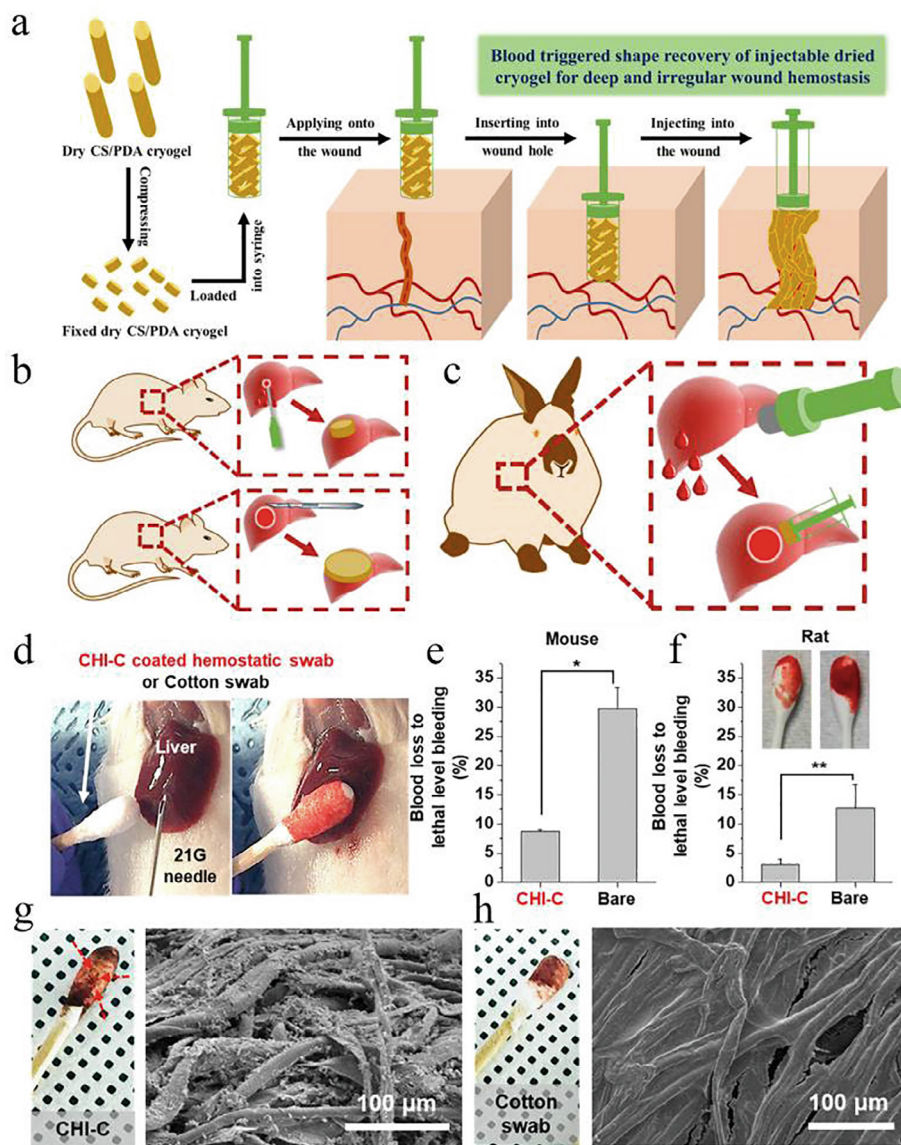 a
Blood triggered shape recovery of injectable dried
cryogel for deep and irregular wound hemostasis
Dry CS/PDA cryogel
Compressing
Fixed dry CS/PDA cryogel
Loaded
into syringe
Applying onto
the wound
Inserting into
wound hole
Injecting into
the wound
b
c
d
CHI-C coated hemostatic swab
or Cotton swab
Liver
21G
needle
e
Mouse
Blood loss to
lethal level bleeding
(%)
35
30
25
20
15
10
5
0
*
CHI-C
Bare
f
Rat
Blood loss to
lethal level bleeding
(%)
35
30
25
20
15
10
5
0
**
CHI-C
Bare
g
CHI-C
100 μm
h
Cotton
swab
100 μm